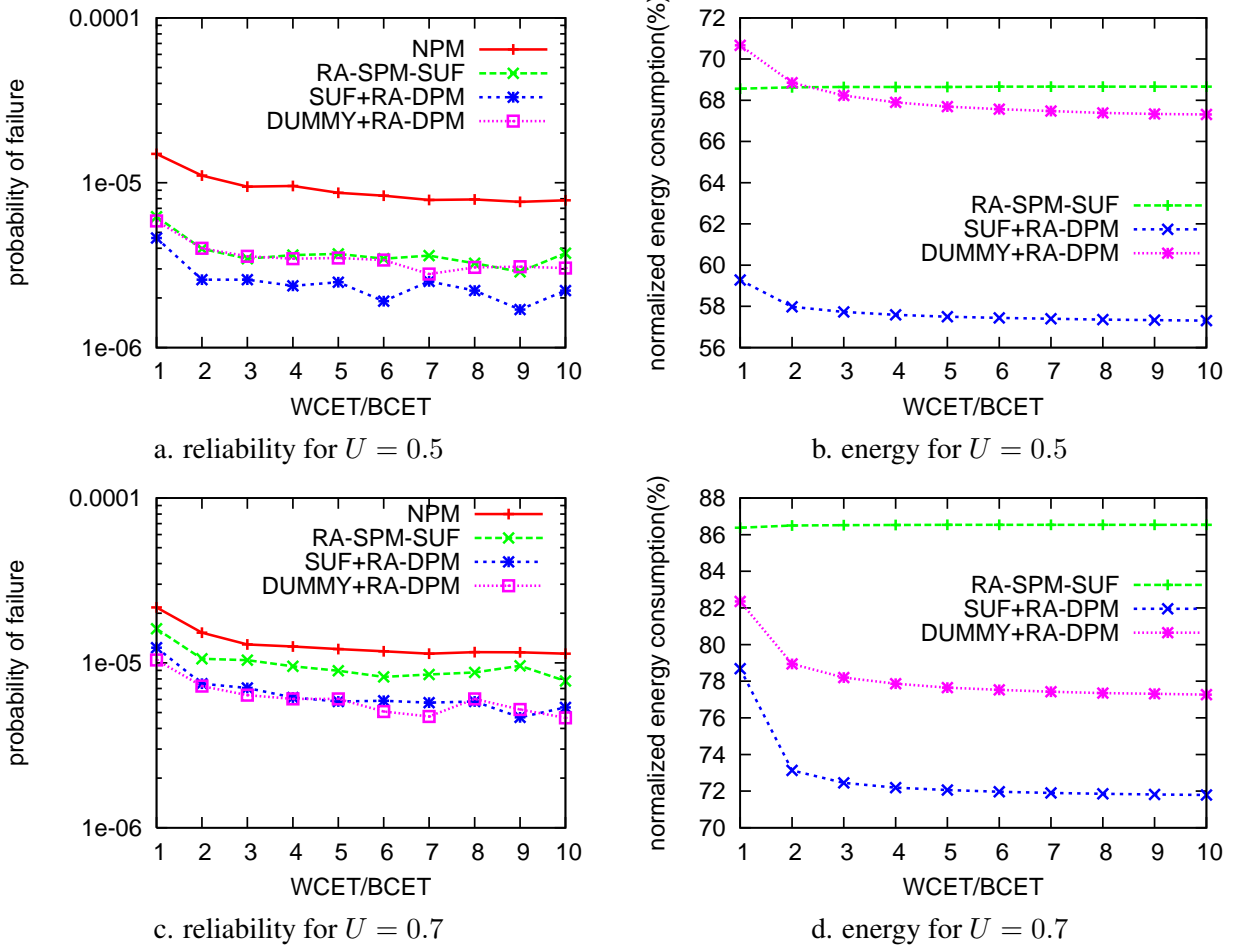 probability of failure
0.0001
1e-05
1e-06
NPM
RA-SPM-SUF
SUF+RA-DPM
DUMMY+RA-DPM
1 2 3 4 5 6 7 8 9 10
WCET/BCET
a. reliability for U = 0.5
normalized energy consumption(%)
72
70
68
66
64
62
60
58
56
RA-SPM-SUF
SUF+RA-DPM
DUMMY+RA-DPM
1 2 3 4 5 6 7 8 9 10
WCET/BCET
b. energy for U = 0.5
probability of failure
0.0001
1e-05
1e-06
NPM
RA-SPM-SUF
SUF+RA-DPM
DUMMY+RA-DPM
1 2 3 4 5 6 7 8 9 10
WCET/BCET
c. reliability for U = 0.7
normalized energy consumption(%)
88
86
84
82
80
78
76
74
72
70
RA-SPM-SUF
SUF+RA-DPM
DUMMY+RA-DPM
1 2 3 4 5 6 7 8 9 10
WCET/BCET
d. energy for U = 0.7